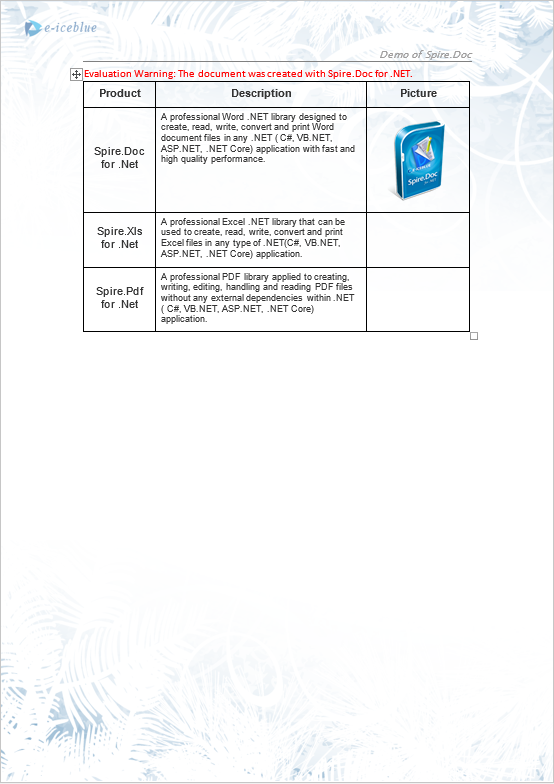 e-iceblue
Demo of Spire.Doc
Evaluation Warning: The document was created with Spire.Doc for .NET.
Product Description Picture
Spire.Doc
for .Net
A professional Word .NET library designed to
create, read, write, convert and print Word
document files in any .NET ( C#, VB.NET,
ASP.NET, .NET Core) application with fast and
high quality performance.
Spire.Doc
Spire.Xls
for .Net
A professional Excel .NET library that can be
used to create, read, write, convert and print
Excel files in any type of .NET(C#, VB.NET,
ASP.NET, .NET Core) application.
Spire.Pdf
for .Net
A professional PDF library applied to creating,
writing, editing, handling and reading PDF files
without any external dependencies within .NET
( C#, VB.NET, ASP.NET, .NET Core)
application.